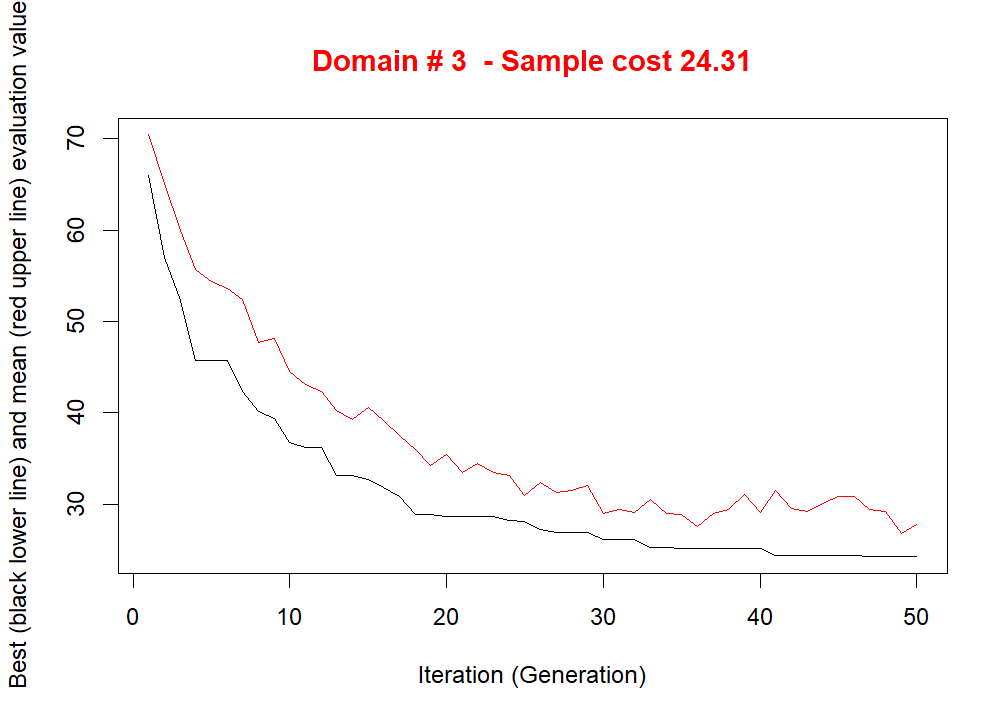 Domain # 3  - Sample cost 24.31
Best (black lower line) and mean (red upper line) evaluation value
70
60
50
40
30
0 10 20 30 40 50
Iteration (Generation)